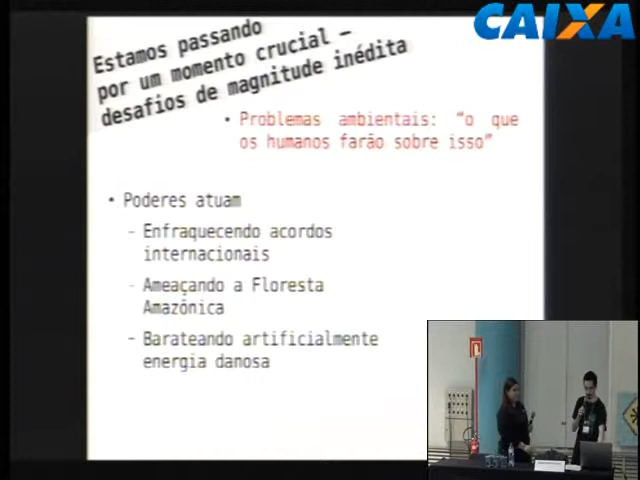 CAIXA
Estamos passando
por um momento crucial –
desafios de magnitude inédita
• Problemas ambientais: "o que
os humanos farão sobre isso"
• Poderes atuam
– Enfraquecendo acordos
internacionais
– Ameaçando a Floresta
Amazônica
– Barateando artificialmente
energia danosa